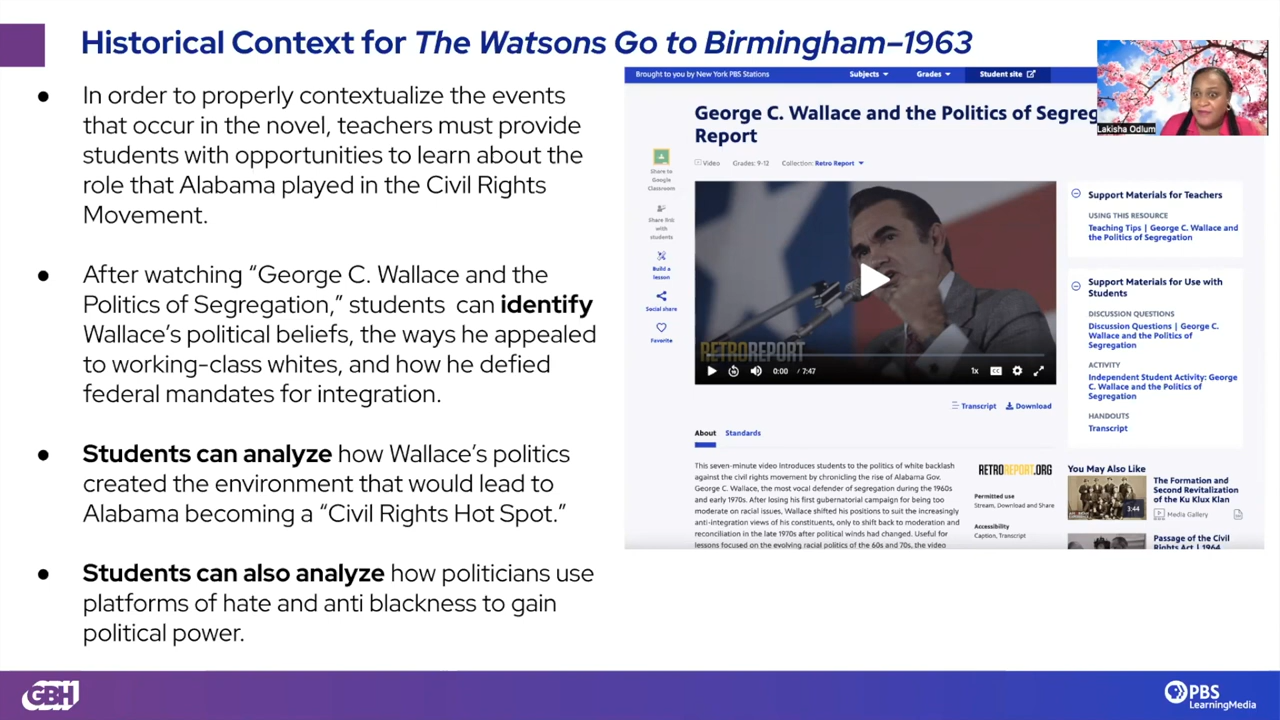 Historical Context for The Watsons Go to Birmingham–1963
● In order to properly contextualize the events
that occur in the novel, teachers must provide
students with opportunities to learn about the
role that Alabama played in the Civil Rights
Movement.
● After watching “George C. Wallace and the
Politics of Segregation,” students  can identify
Wallace’s political beliefs, the ways he appealed
to working-class whites, and how he defied
federal mandates for integration.
● Students can analyze how Wallace’s politics
created the environment that would lead to
Alabama becoming a “Civil Rights Hot Spot.”
● Students can also analyze how politicians use
platforms of hate and anti blackness to gain
political power.
Brought to you by New York PBS Stations
Subjects
Grades
Student site
George C. Wallace and the Politics of Segreg
Report
Lakisha Odlum
Video
Grades: 9-12
Collection: Retro Report
Share to
Google
Classroom
Share link
with
students
Build a
lesson
Social share
Favorite
RETROREPORT
0:00 / 7:47
1x
CC
Transcript
Download
About
Standards
This seven-minute video introduces students to the politics of white backlash
against the civil rights movement by chronicling the rise of Alabama Gov.
George C. Wallace, the most vocal defender of segregation during the 1960s
and early 1970s. After losing his first gubernatorial campaign for being too
moderate on racial issues, Wallace shifted his positions to suit the increasingly
anti-integration views of his constituents, only to shift back to moderation and
reconciliation in the late 1970s after political winds had changed. Useful for
lessons focused on the evolving racial politics of the 60s and 70s, the video
RETROREPORT.ORG
Permitted use
Stream, Download and Share
Accessibility
Caption, Transcript
Support Materials for Teachers
USING THIS RESOURCE
Teaching Tips | George C. Wallace and
the Politics of Segregation
Support Materials for Use with
Students
DISCUSSION QUESTIONS
Discussion Questions | George C.
Wallace and the Politics of
Segregation
ACTIVITY
Independent Student Activity: George
C. Wallace and the Politics of
Segregation
HANDOUTS
Transcript
You May Also Like
3:44
The Formation and
Second Revitalization
of the Ku Klux Klan
Media Gallery
Passage of the Civil
Rights Act | 1964
GBH
PBS
LearningMedia